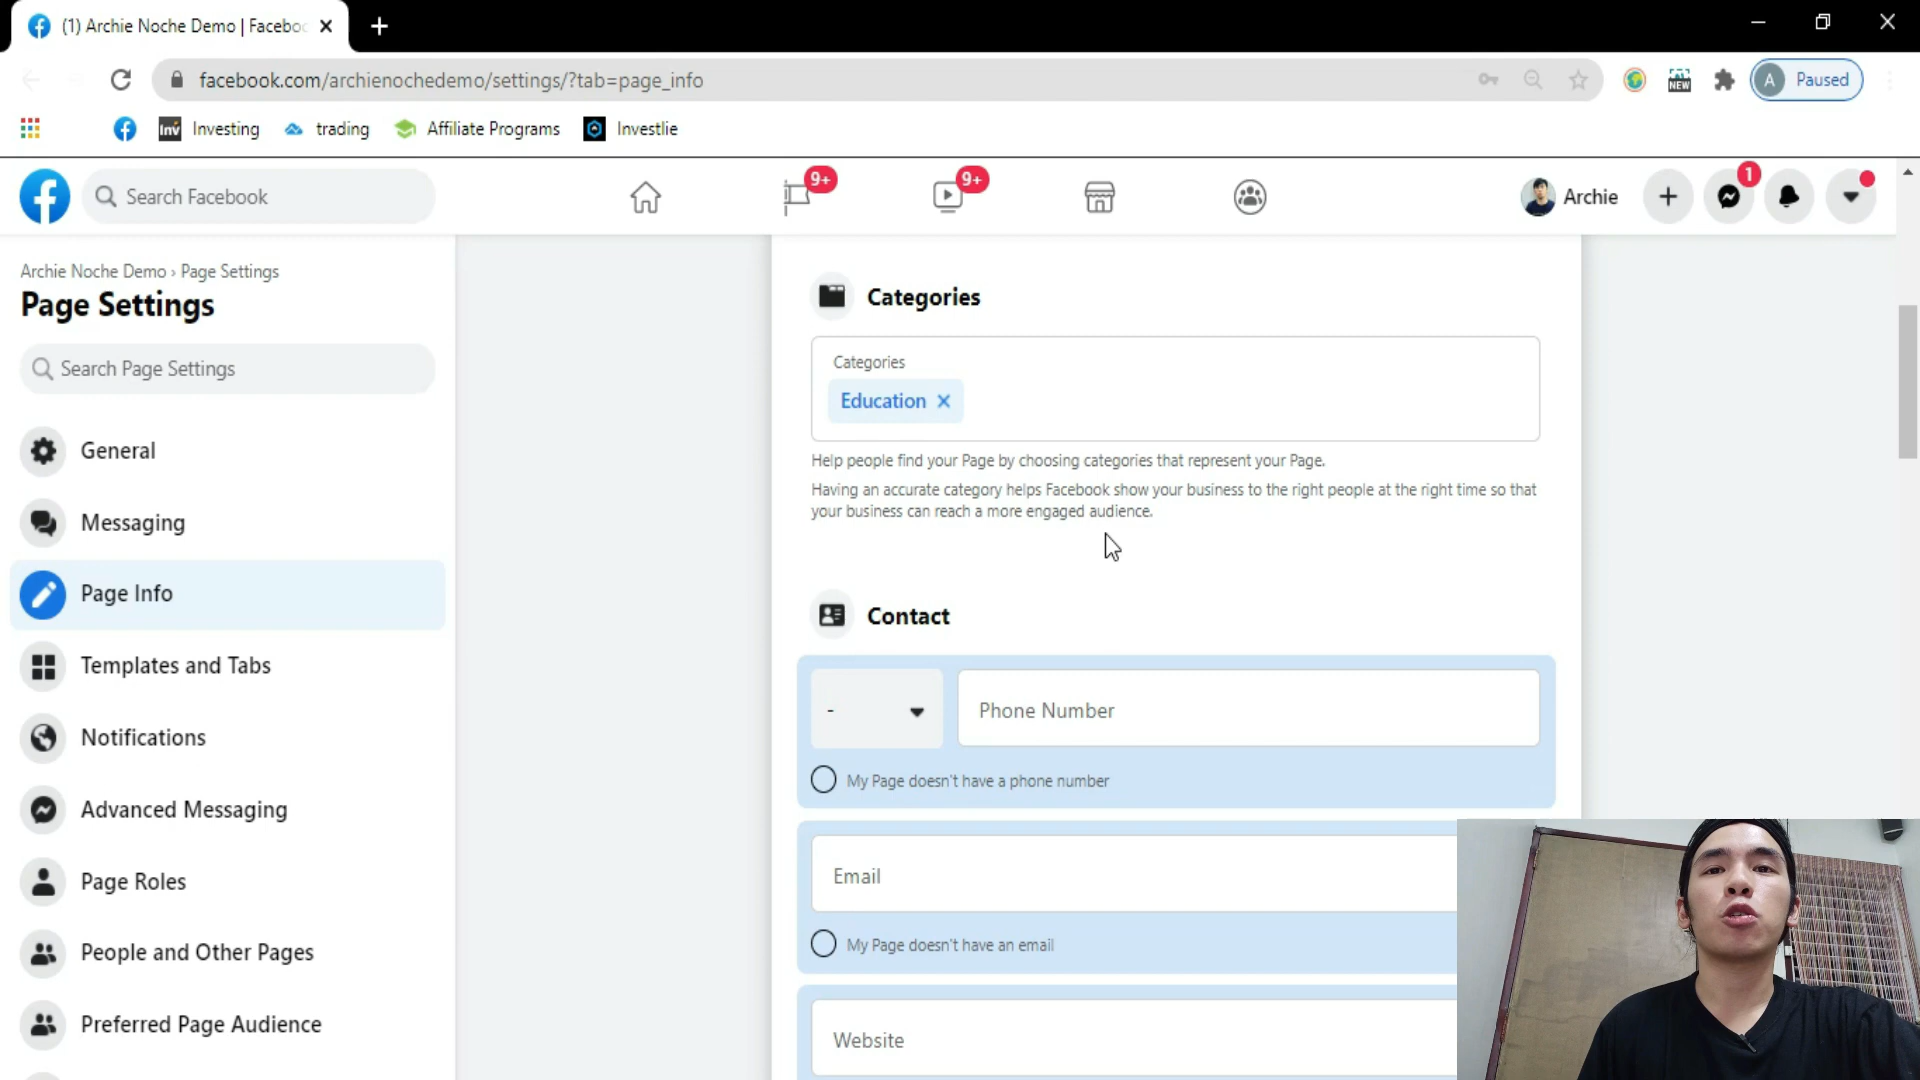 (1) Archie Noche Demo | Faceboo
facebook.com/archienochedemo/settings/?tab=page_info
NEW
A
Paused
Inv
Investing
trading
Affiliate Programs
Investlie
Search Facebook
9+
9+
Archie
1
Archie Noche Demo › Page Settings
Page Settings
Search Page Settings
General
Messaging
Page Info
Templates and Tabs
Notifications
Advanced Messaging
Page Roles
People and Other Pages
Preferred Page Audience
Categories
Categories
Education
Help people find your Page by choosing categories that represent your Page.
Having an accurate category helps Facebook show your business to the right people at the right time so that
your business can reach a more engaged audience.
Contact
-
Phone Number
My Page doesn't have a phone number
Email
My Page doesn't have an email
Website